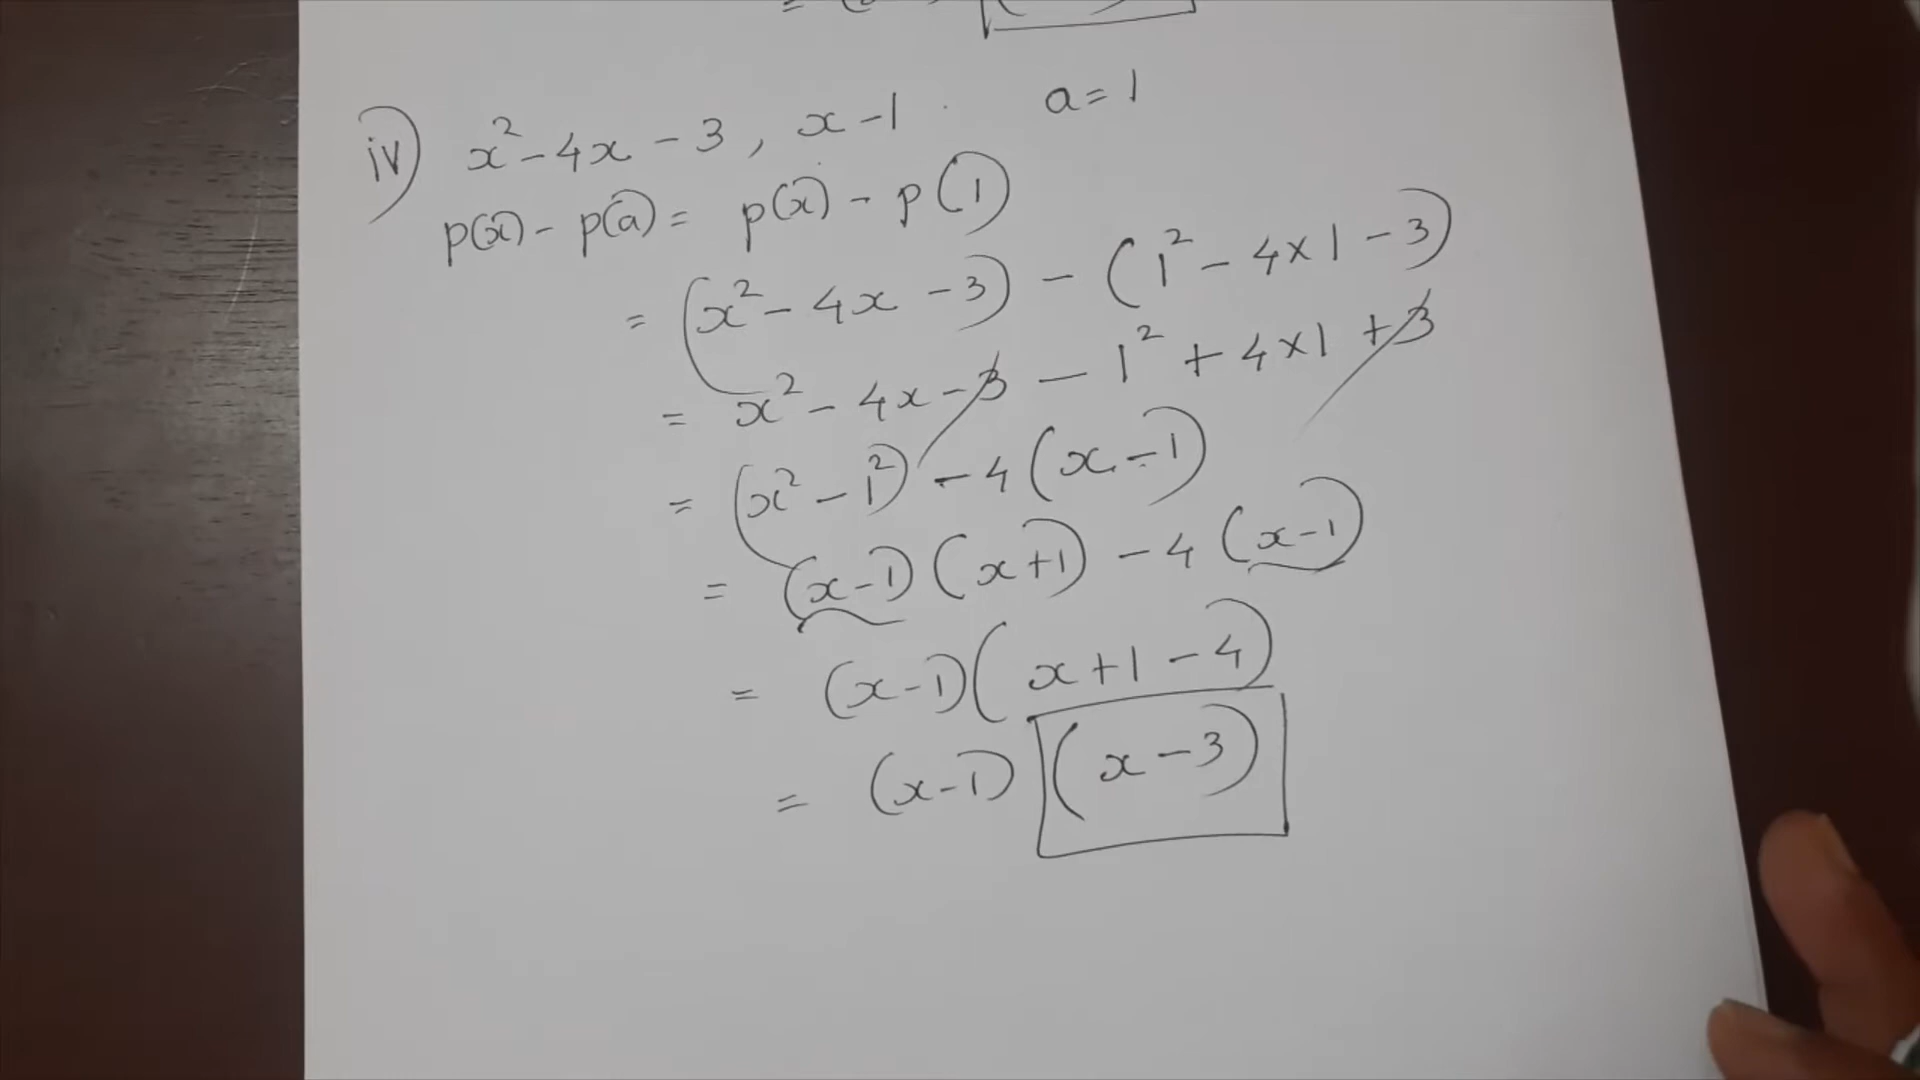 iv) x² - 4x - 3, x - 1. a = 1
p(x) - p(a) = p(x) - p(1)
= (x² - 4x - 3) - (1² - 4×1 - 3)
= x² - 4x - 3 - 1² + 4×1 + 3
= (x² - 1²) - 4(x - 1)
= (x-1)(x+1) - 4(x-1)
= (x-1)(x+1-4)
= (x-1)(x-3)